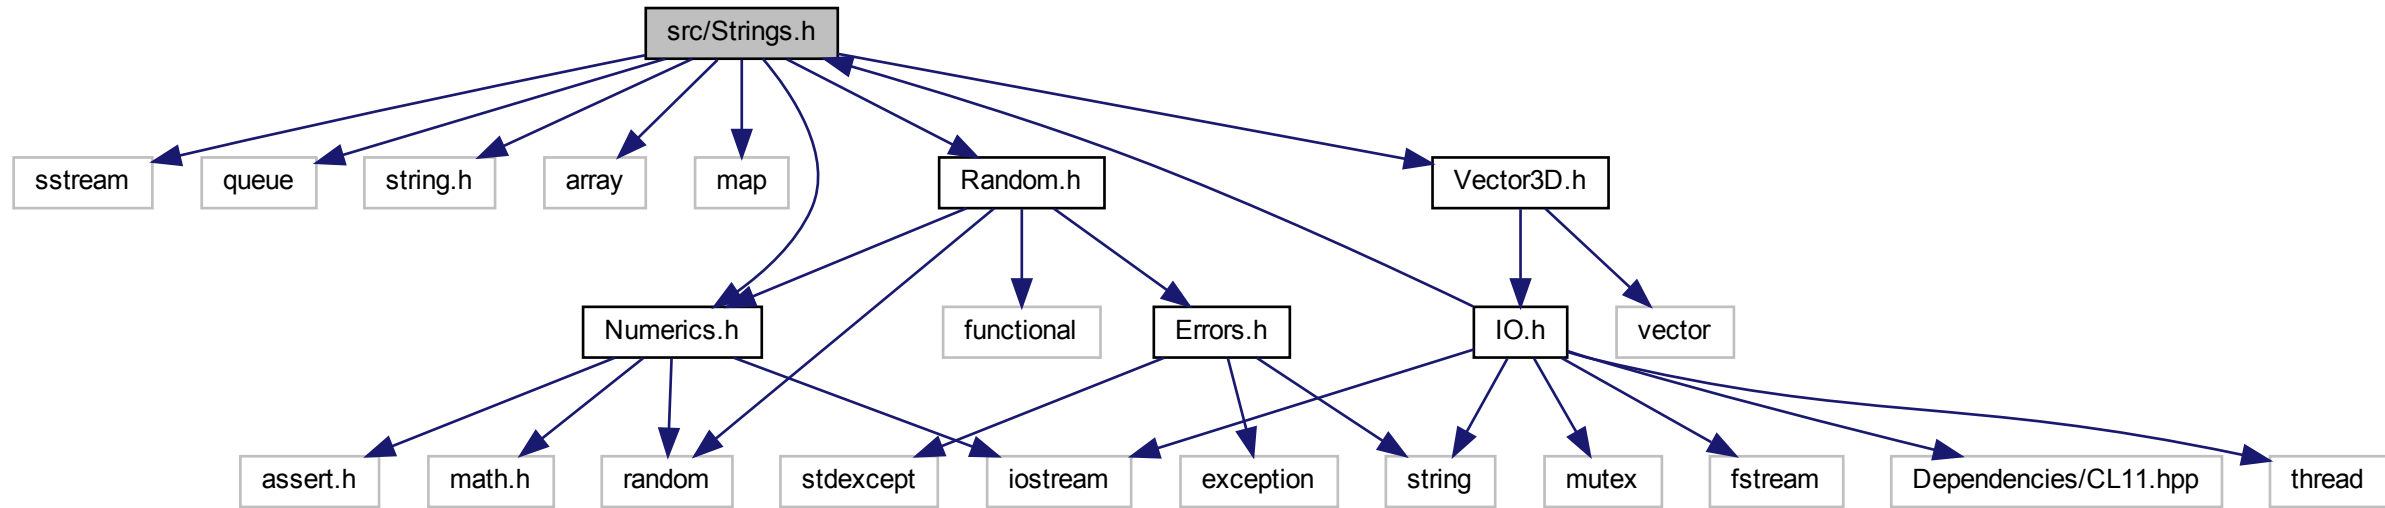 src/Strings.h
sstream
queue
string.h
array
map
Random.h
Vector3D.h
Numerics.h
functional
Errors.h
IO.h
vector
assert.h
math.h
random
stdexcept
iostream
exception
string
mutex
fstream
Dependencies/CL11.hpp
thread